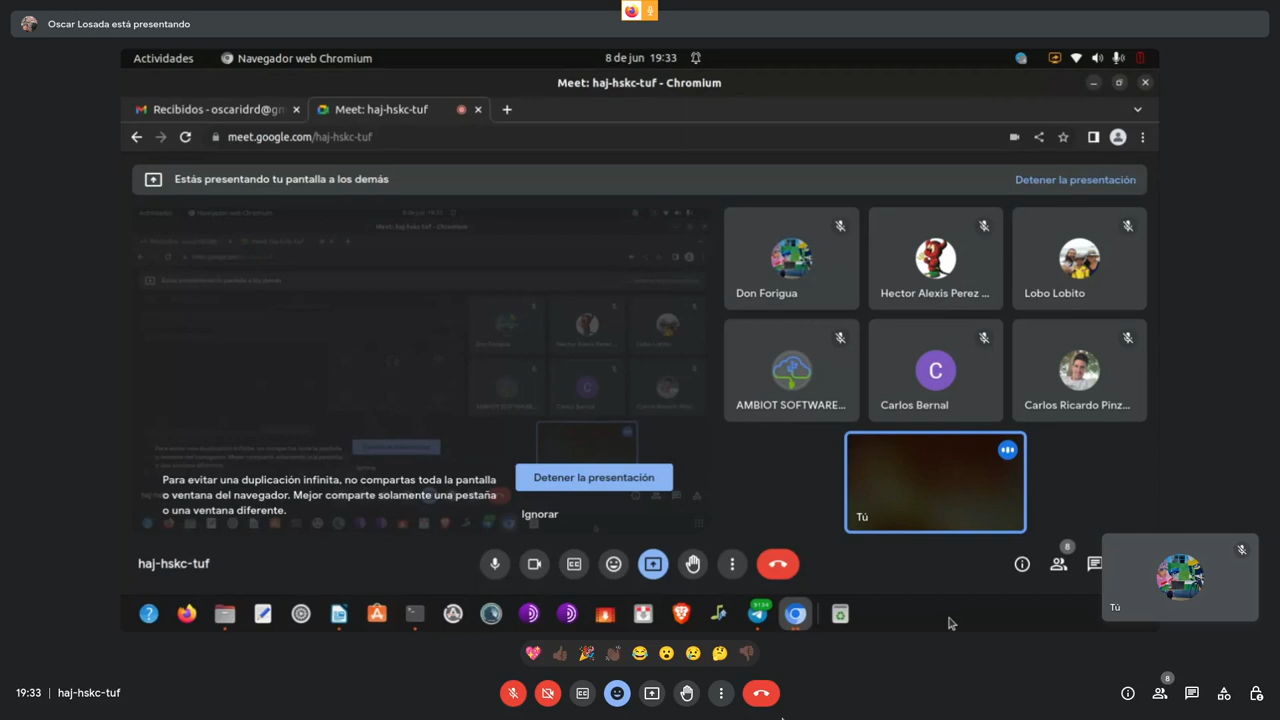 Oscar Losada está presentando
Actividades
Navegador web Chromium
8 de jun 19:33
Meet: haj-hskc-tuf - Chromium
Recibidos - oscaridrd@gm
Meet: haj-hskc-tuf
meet.google.com/haj-hskc-tuf
Estás presentando tu pantalla a los demás
Detener la presentación
Don Forigua
Hector Alexis Perez ...
Lobo Lobito
AMBIOT SOFTWARE...
Carlos Bernal
C
Carlos Ricardo Pinz...
Para evitar una duplicación infinita, no compartas toda la pantalla
o ventana del navegador. Mejor comparte solamente una pestaña
o una ventana diferente.
Detener la presentación
Ignorar
Tú
haj-hskc-tuf
8
Tú
9134
19:33
haj-hskc-tuf
8